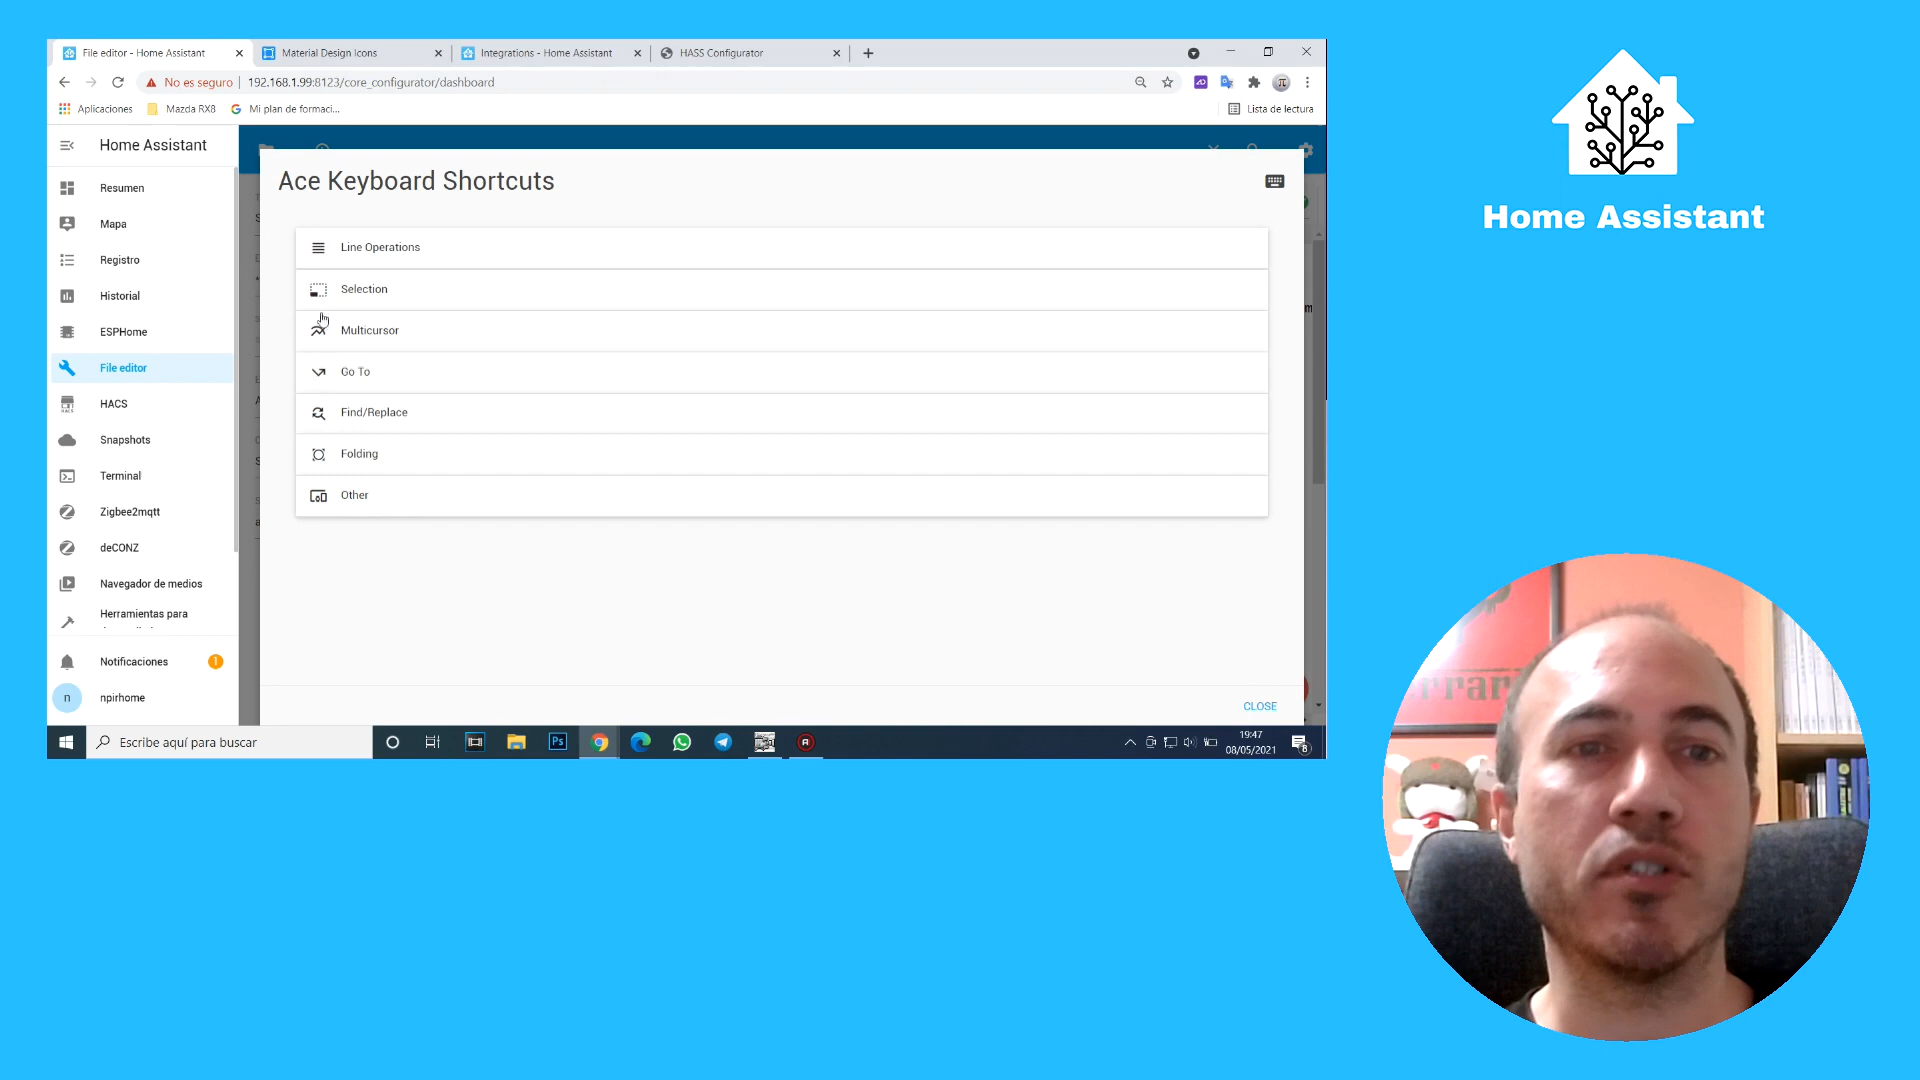 File editor - Home Assistant
Material Design Icons
Integrations - Home Assistant
HASS Configurator
No es seguro
192.168.1.99:8123/core_configurator/dashboard
Aplicaciones
Mazda RX8
Mi plan de formaci...
Lista de lectura
Home Assistant
Resumen
Mapa
Registro
Historial
ESPHome
File editor
HACS
Snapshots
Terminal
Zigbee2mqtt
deCONZ
Navegador de medios
Herramientas para
Notificaciones
1
n
npirhome
Ace Keyboard Shortcuts
Line Operations
Selection
Multicursor
Go To
Find/Replace
Folding
Other
CLOSE
Escribe aquí para buscar
Ps
19:47
08/05/2021
8
Home Assistant